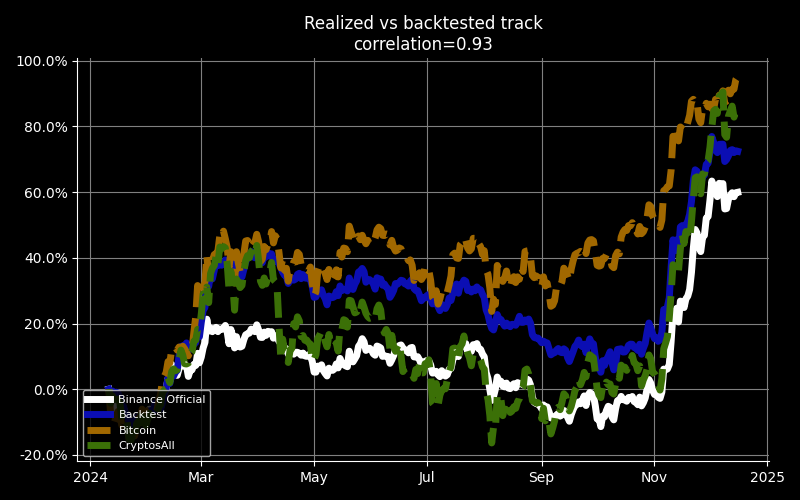 Realized vs backtested track
correlation=0.93
100.0%
80.0%
60.0%
40.0%
20.0%
0.0%
-20.0%
Binance Official
Backtest
Bitcoin
CryptosAll
2024
Mar
May
Jul
Sep
Nov
2025